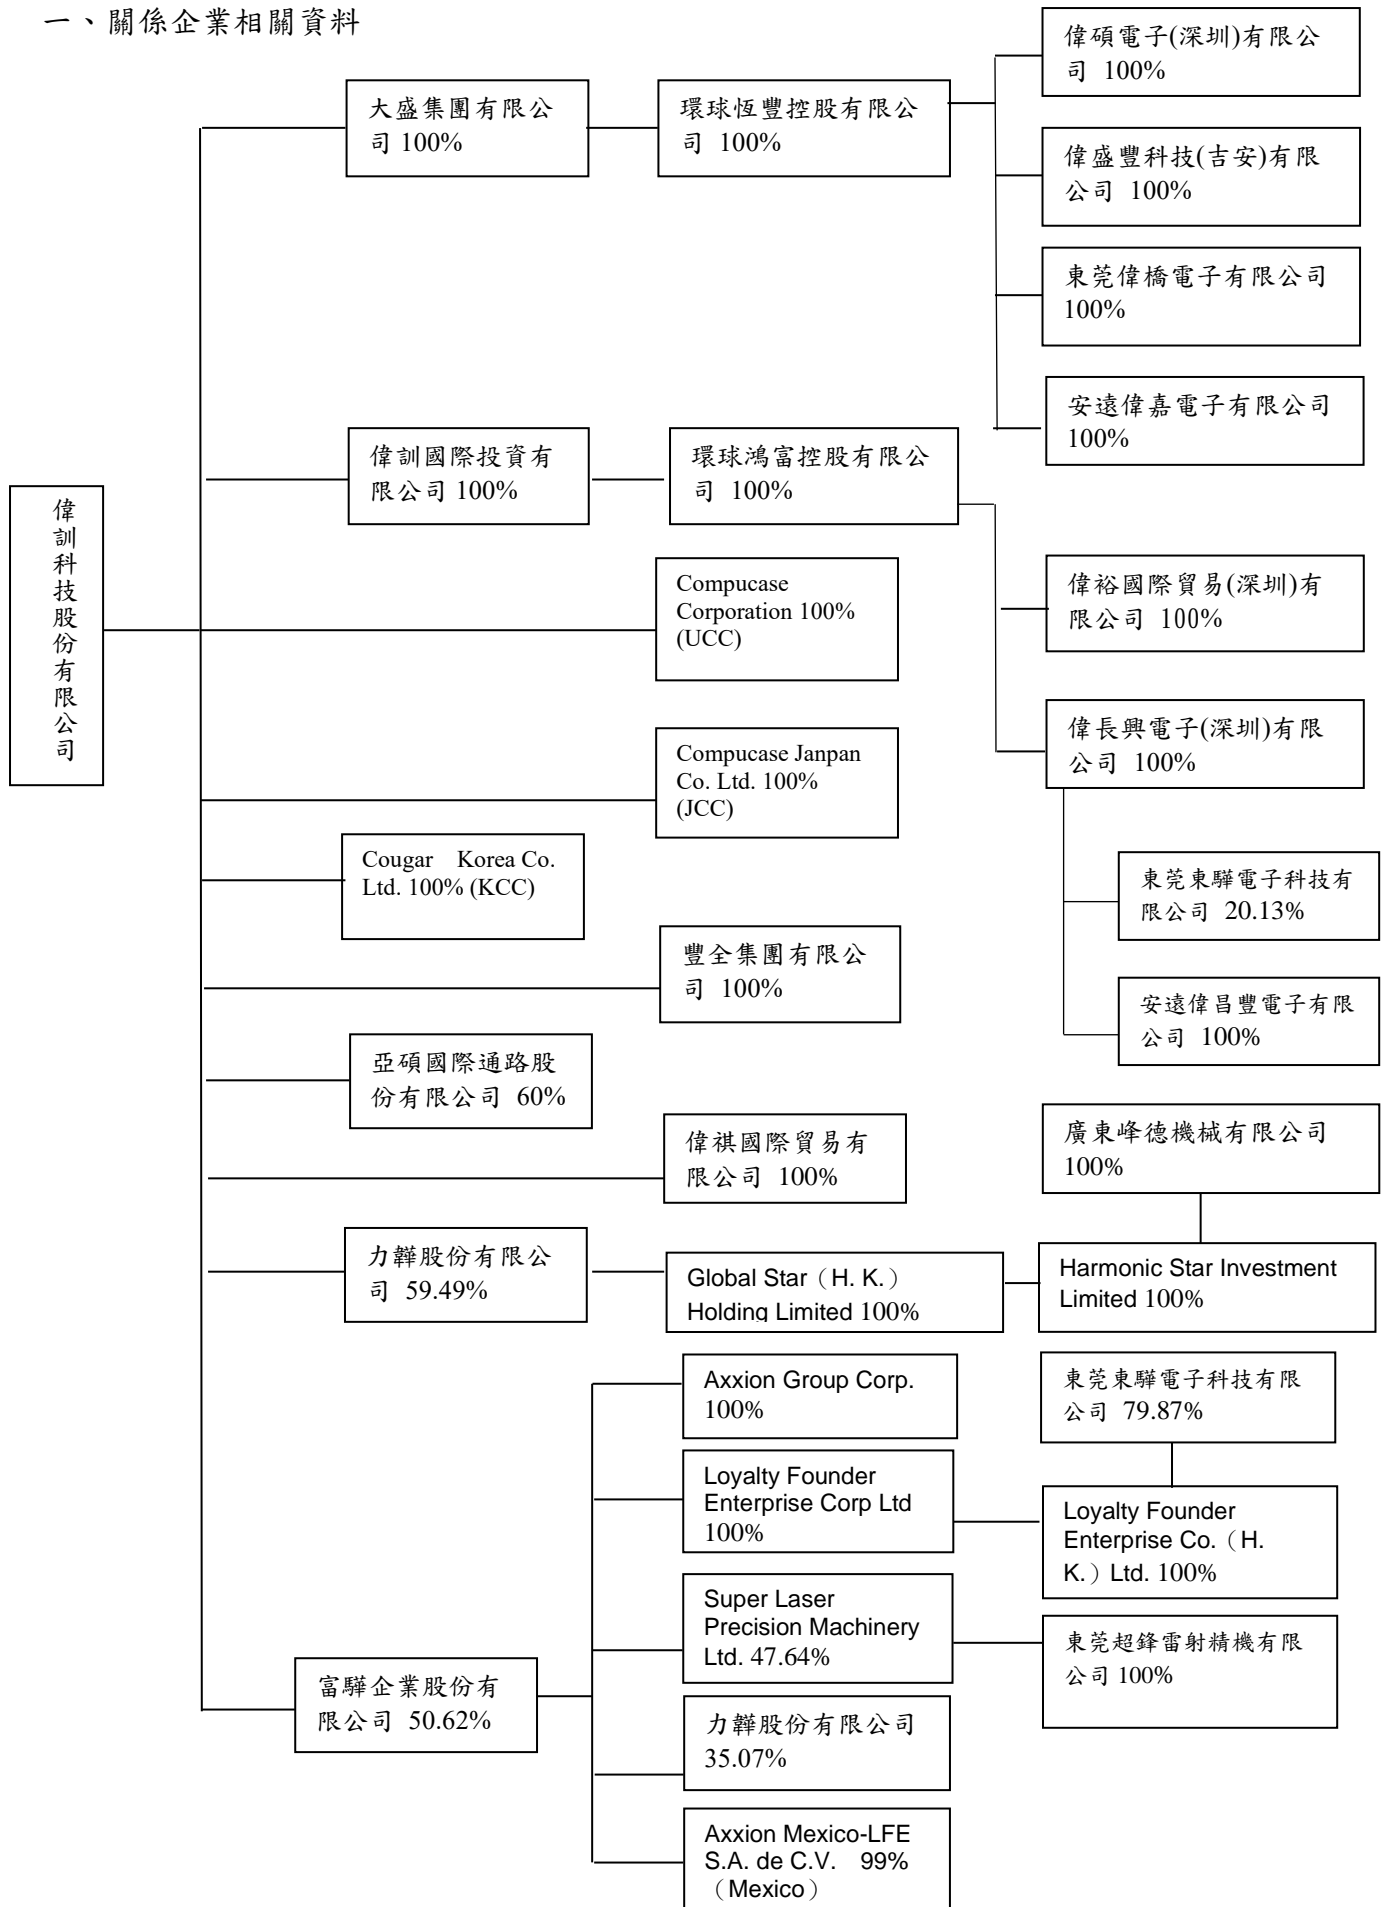 一、關係企業相關資料
偉訓科技股份有限公司
大盛集團有限公
司 100%
環球恆豐控股有限公
司 100%
偉碩電子(深圳)有限公
司 100%
偉盛豐科技(吉安)有限
公司 100%
東莞偉橋電子有限公司
100%
安遠偉嘉電子有限公司
100%
偉訓國際投資有
限公司 100%
環球鴻富控股有限公
司 100%
偉裕國際貿易(深圳)有
限公司 100%
偉長興電子(深圳)有限
公司 100%
東莞東驊電子科技有
限公司 20.13%
安遠偉昌豐電子有限
公司 100%
Compucase
Corporation 100%
(UCC)
Compucase Janpan
Co. Ltd. 100%
(JCC)
Cougar Korea Co.
Ltd. 100% (KCC)
豐全集團有限公
司 100%
亞碩國際通路股
份有限公司 60%
偉祺國際貿易有
限公司 100%
力韡股份有限公
司 59.49%
Global Star（H. K.）
Holding Limited 100%
Harmonic Star Investment
Limited 100%
廣東峰德機械有限公司
100%
富驊企業股份有
限公司 50.62%
Axxion Group Corp.
100%
Loyalty Founder
Enterprise Corp Ltd
100%
Loyalty Founder
Enterprise Co.（H.
K.）Ltd. 100%
東莞東驊電子科技有限
公司 79.87%
Super Laser
Precision Machinery
Ltd. 47.64%
東莞超鋒雷射精機有限
公司 100%
力韡股份有限公司
35.07%
Axxion Mexico-LFE
S.A. de C.V. 99%
（Mexico）